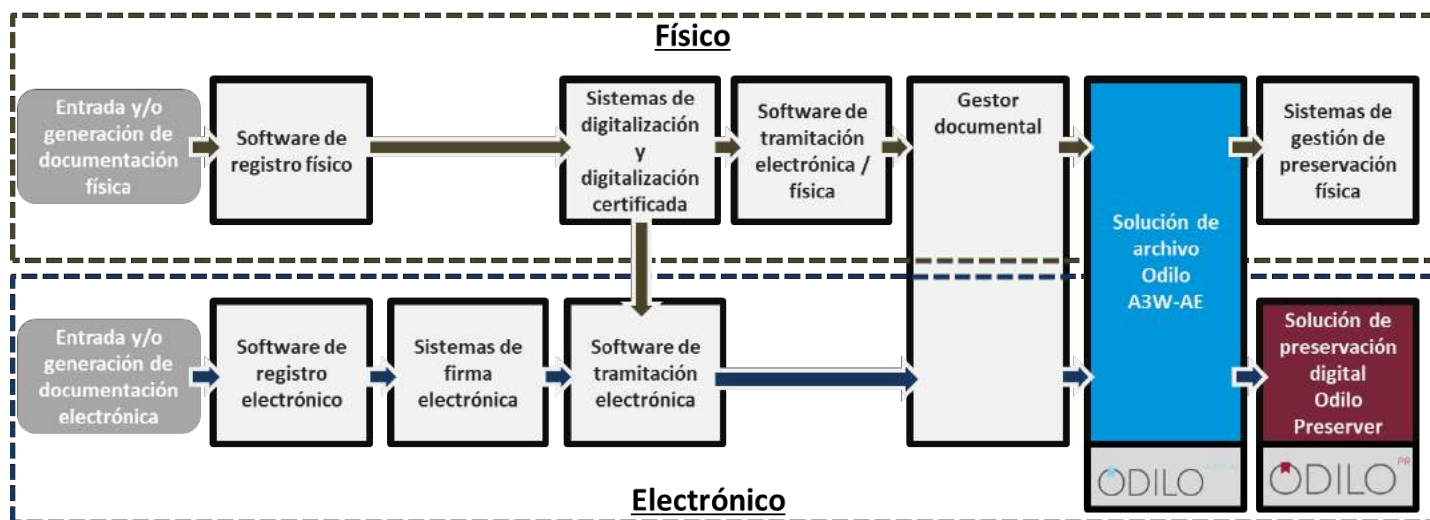 Físico
Entrada y/o
generación de
documentación
física
Software de
registro físico
Sistemas de
digitalización
y
digitalización
certificada
Software de
tramitación
electrónica /
física
Gestor
documental
Solución de
archivo
Odilo
A3W-AE
Sistemas de
gestión de
preservación
física
Entrada y/o
generación de
documentación
electrónica
Software de
registro
electrónico
Sistemas de
firma
electrónica
Software de
tramitación
electrónica
Solución de
preservación
digital
Odilo
Preserver
ODILO
ODILO PR
Electrónico